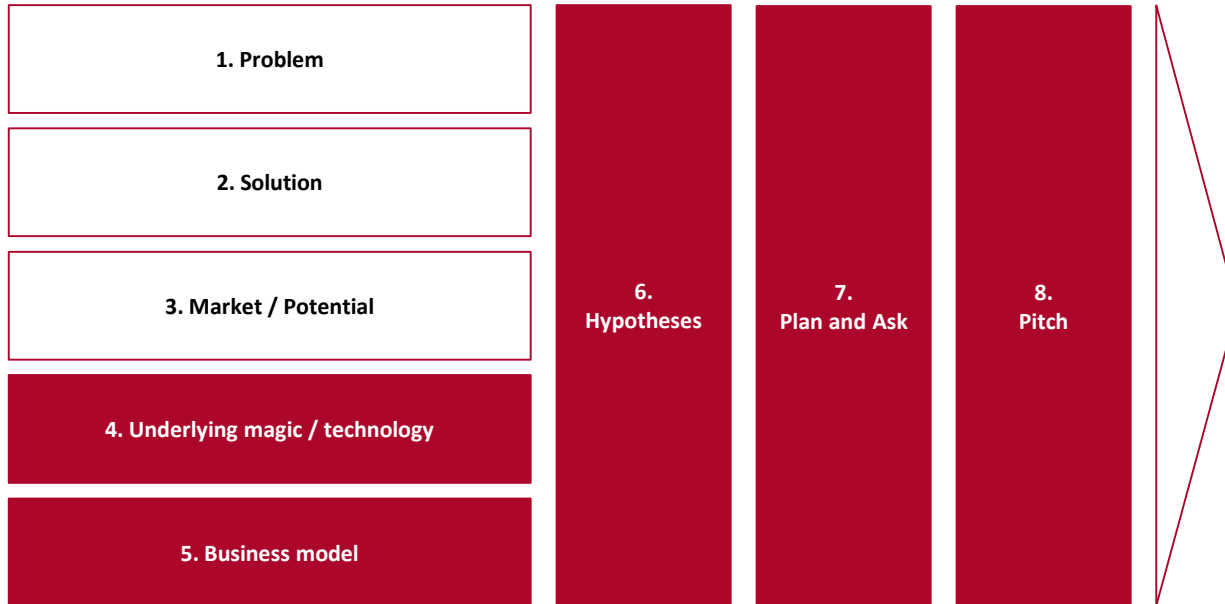 1. Problem
2. Solution
3. Market / Potential
4. Underlying magic / technology
5. Business model
6.
Hypotheses
7.
Plan and Ask
8.
Pitch